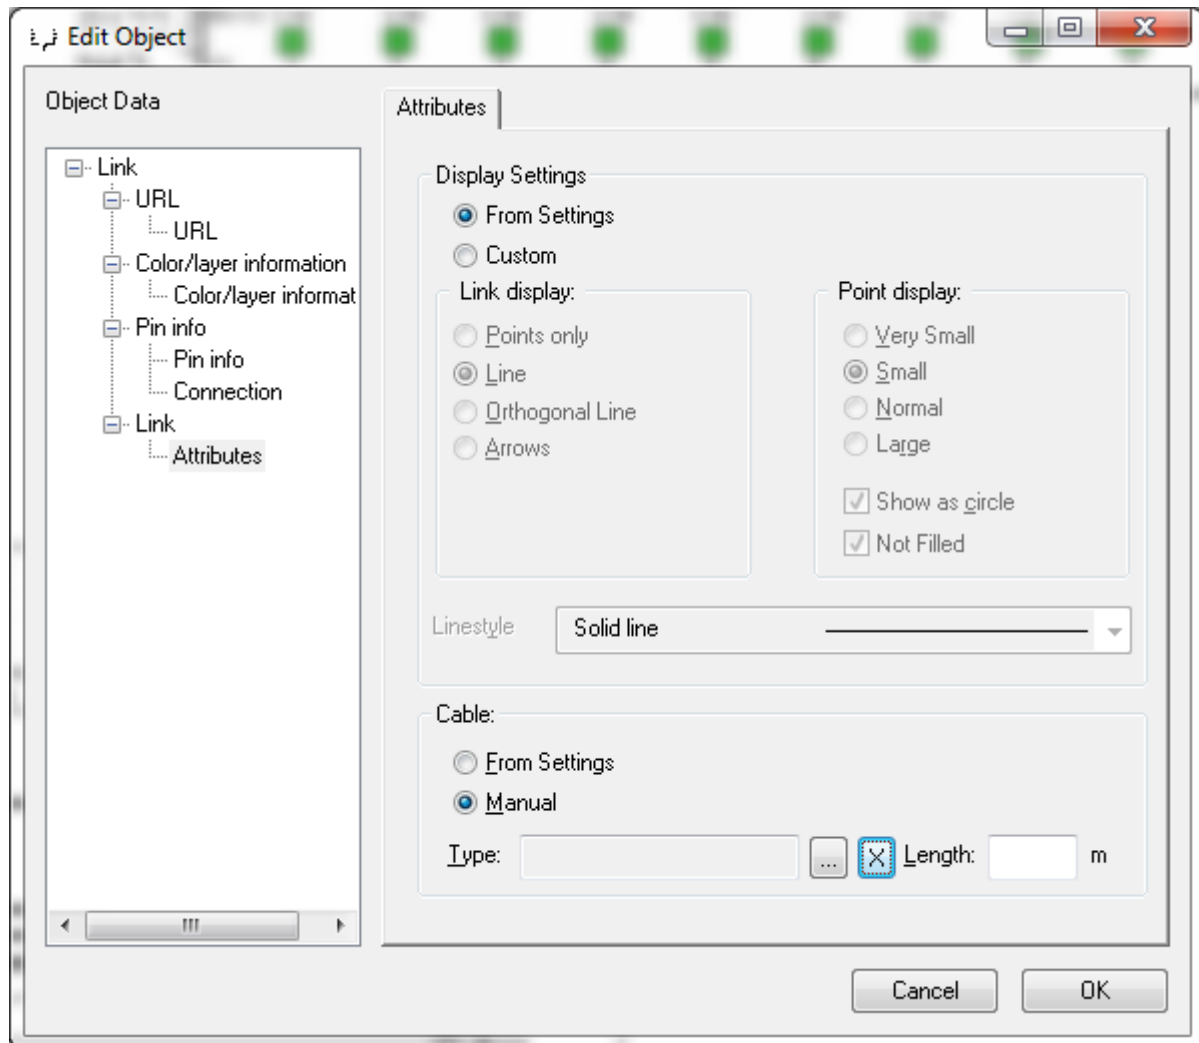 Edit Object
Object Data
Link
URL
URL
Color/layer information
Color/layer informat
Pin info
Pin info
Connection
Link
Attributes
Attributes
Display Settings
From Settings
Custom
Link display:
Points only
Line
Orthogonal Line
Arrows
Point display:
Very Small
Small
Normal
Large
Show as circle
Not Filled
Linestyle Solid line
Cable:
From Settings
Manual
Type: ... X Length: m
Cancel OK